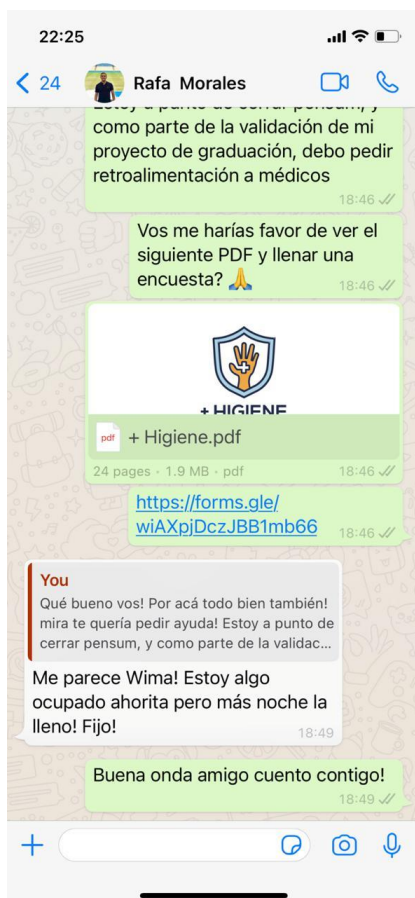 22:25
24
Rafa Morales
Estoy a punto de cerrar pensum, y
como parte de la validación de mi
proyecto de graduación, debo pedir
retroalimentación a médicos
18:46
Vos me harías favor de ver el
siguiente PDF y llenar una
encuesta? 🙏
18:46
+ HIGIENE
pdf
+ Higiene.pdf
24 pages · 1.9 MB · pdf
18:46
https://forms.gle/
wiAXpjDczJBB1mb66
18:46
You
Qué bueno vos! Por acá todo bien también!
mira te quería pedir ayuda! Estoy a punto de
cerrar pensum, y como parte de la validac...
Me parece Wima! Estoy algo
ocupado ahorita pero más noche la
lleno! Fijo!
18:49
Buena onda amigo cuento contigo!
18:49